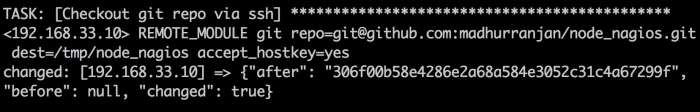 TASK: [Checkout git repo via ssh] ********************************************
<192.168.33.10> REMOTE_MODULE git repo=git@github.com:madhurranjan/node_nagios.git
dest=/tmp/node_nagios accept_hostkey=yes
changed: [192.168.33.10] => {"after": "306f00b58e4286e2a68a584e3052c31c4a67299f",
"before": null, "changed": true}